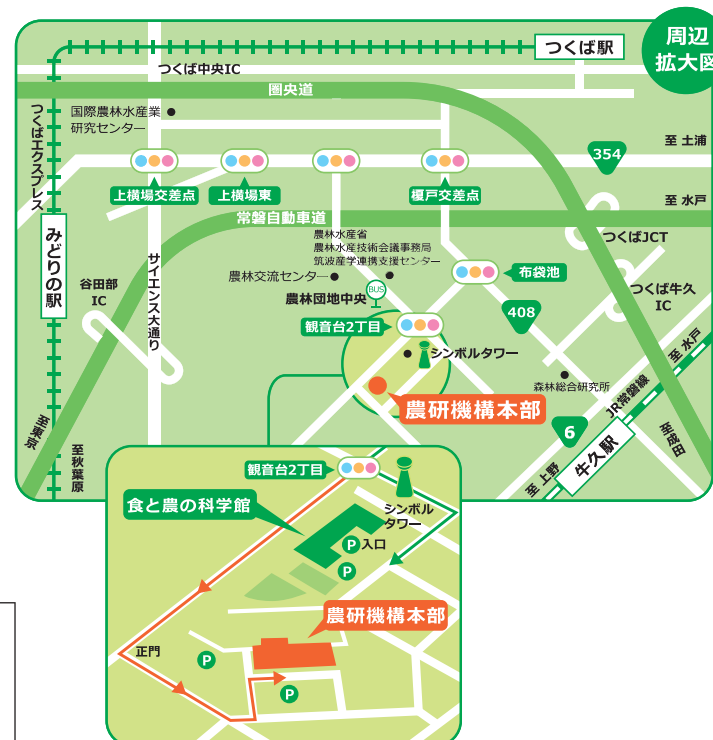 周辺
拡大図
つくば駅
つくば中央IC
圏央道
つくばエクスプレス
国際農林水産業
研究センター
至 土浦
354
上横場交差点
上横場東
榎戸交差点
至 水戸
常磐自動車道
みどりの駅
農林水産省
農林水産技術会議事務局
筑波産学連携支援センター
つくばJCT
サイエンス大通り
谷田部
IC
農林交流センター
布袋池
BUS
農林団地中央
つくば牛久
IC
408
観音台2丁目
シンボルタワー
至 水戸
森林総合研究所
JR常磐線
農研機構本部
至東京
至秋葉原
6
牛久駅
至成田
至 上野
観音台2丁目
食と農の科学館
シンボル
タワー
P
入口
P
農研機構本部
正門
P
P